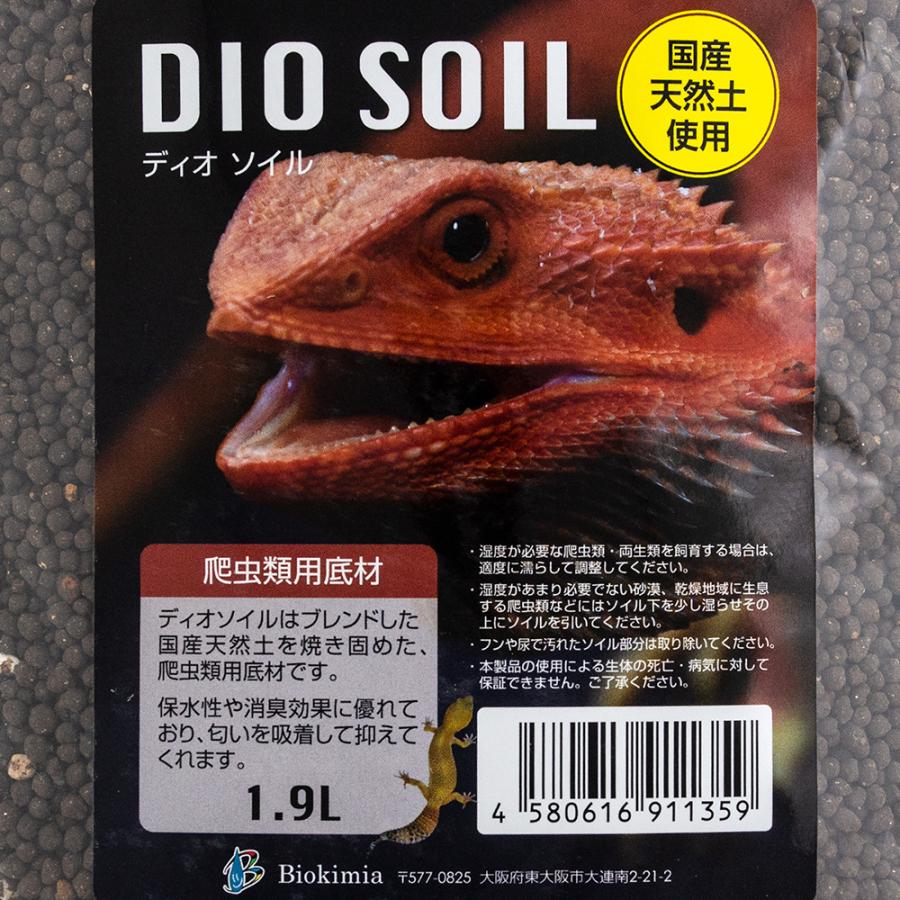 DIO SOIL
ディオ ソイル
国産
天然土
使用
爬虫類用底材
ディオソイルはブレンドした
国産天然土を焼き固めた、
爬虫類用底材です。
保水性や消臭効果に優れて
おり、匂いを吸着して抑えて
くれます。
1.9L
・湿度が必要な爬虫類・両生類を飼育する場合は、
適度に濡らして調整してください。
・湿度があまり必要でない砂漠、乾燥地域に生息
する爬虫類などにはソイル下を少し湿らせその
上にソイルを引いてください。
・フンや尿で汚れたソイル部分は取り除いてください。
・本製品の使用による生体の死亡・病気に対して
保証できません。ご了承ください。
4 580616 911359
Biokimia 〒577-0825 大阪府東大阪市大連南2-21-2